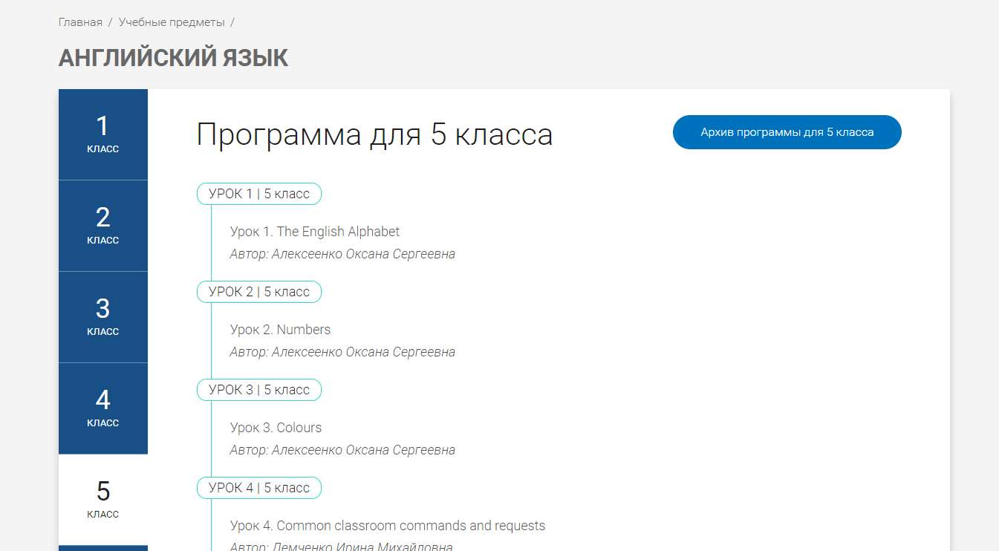 Главная / Учебные предметы /
АНГЛИЙСКИЙ ЯЗЫК
1
КЛАСС
2
КЛАСС
3
КЛАСС
4
КЛАСС
5
КЛАСС
Программа для 5 класса
Архив программы для 5 класса
УРОК 1 | 5 класс
Урок 1. The English Alphabet
Автор: Алексеенко Оксана Сергеевна
УРОК 2 | 5 класс
Урок 2. Numbers
Автор: Алексеенко Оксана Сергеевна
УРОК 3 | 5 класс
Урок 3. Colours
Автор: Алексеенко Оксана Сергеевна
УРОК 4 | 5 класс
Урок 4. Common classroom commands and requests
Автор: Демченко Ирина Михайловна